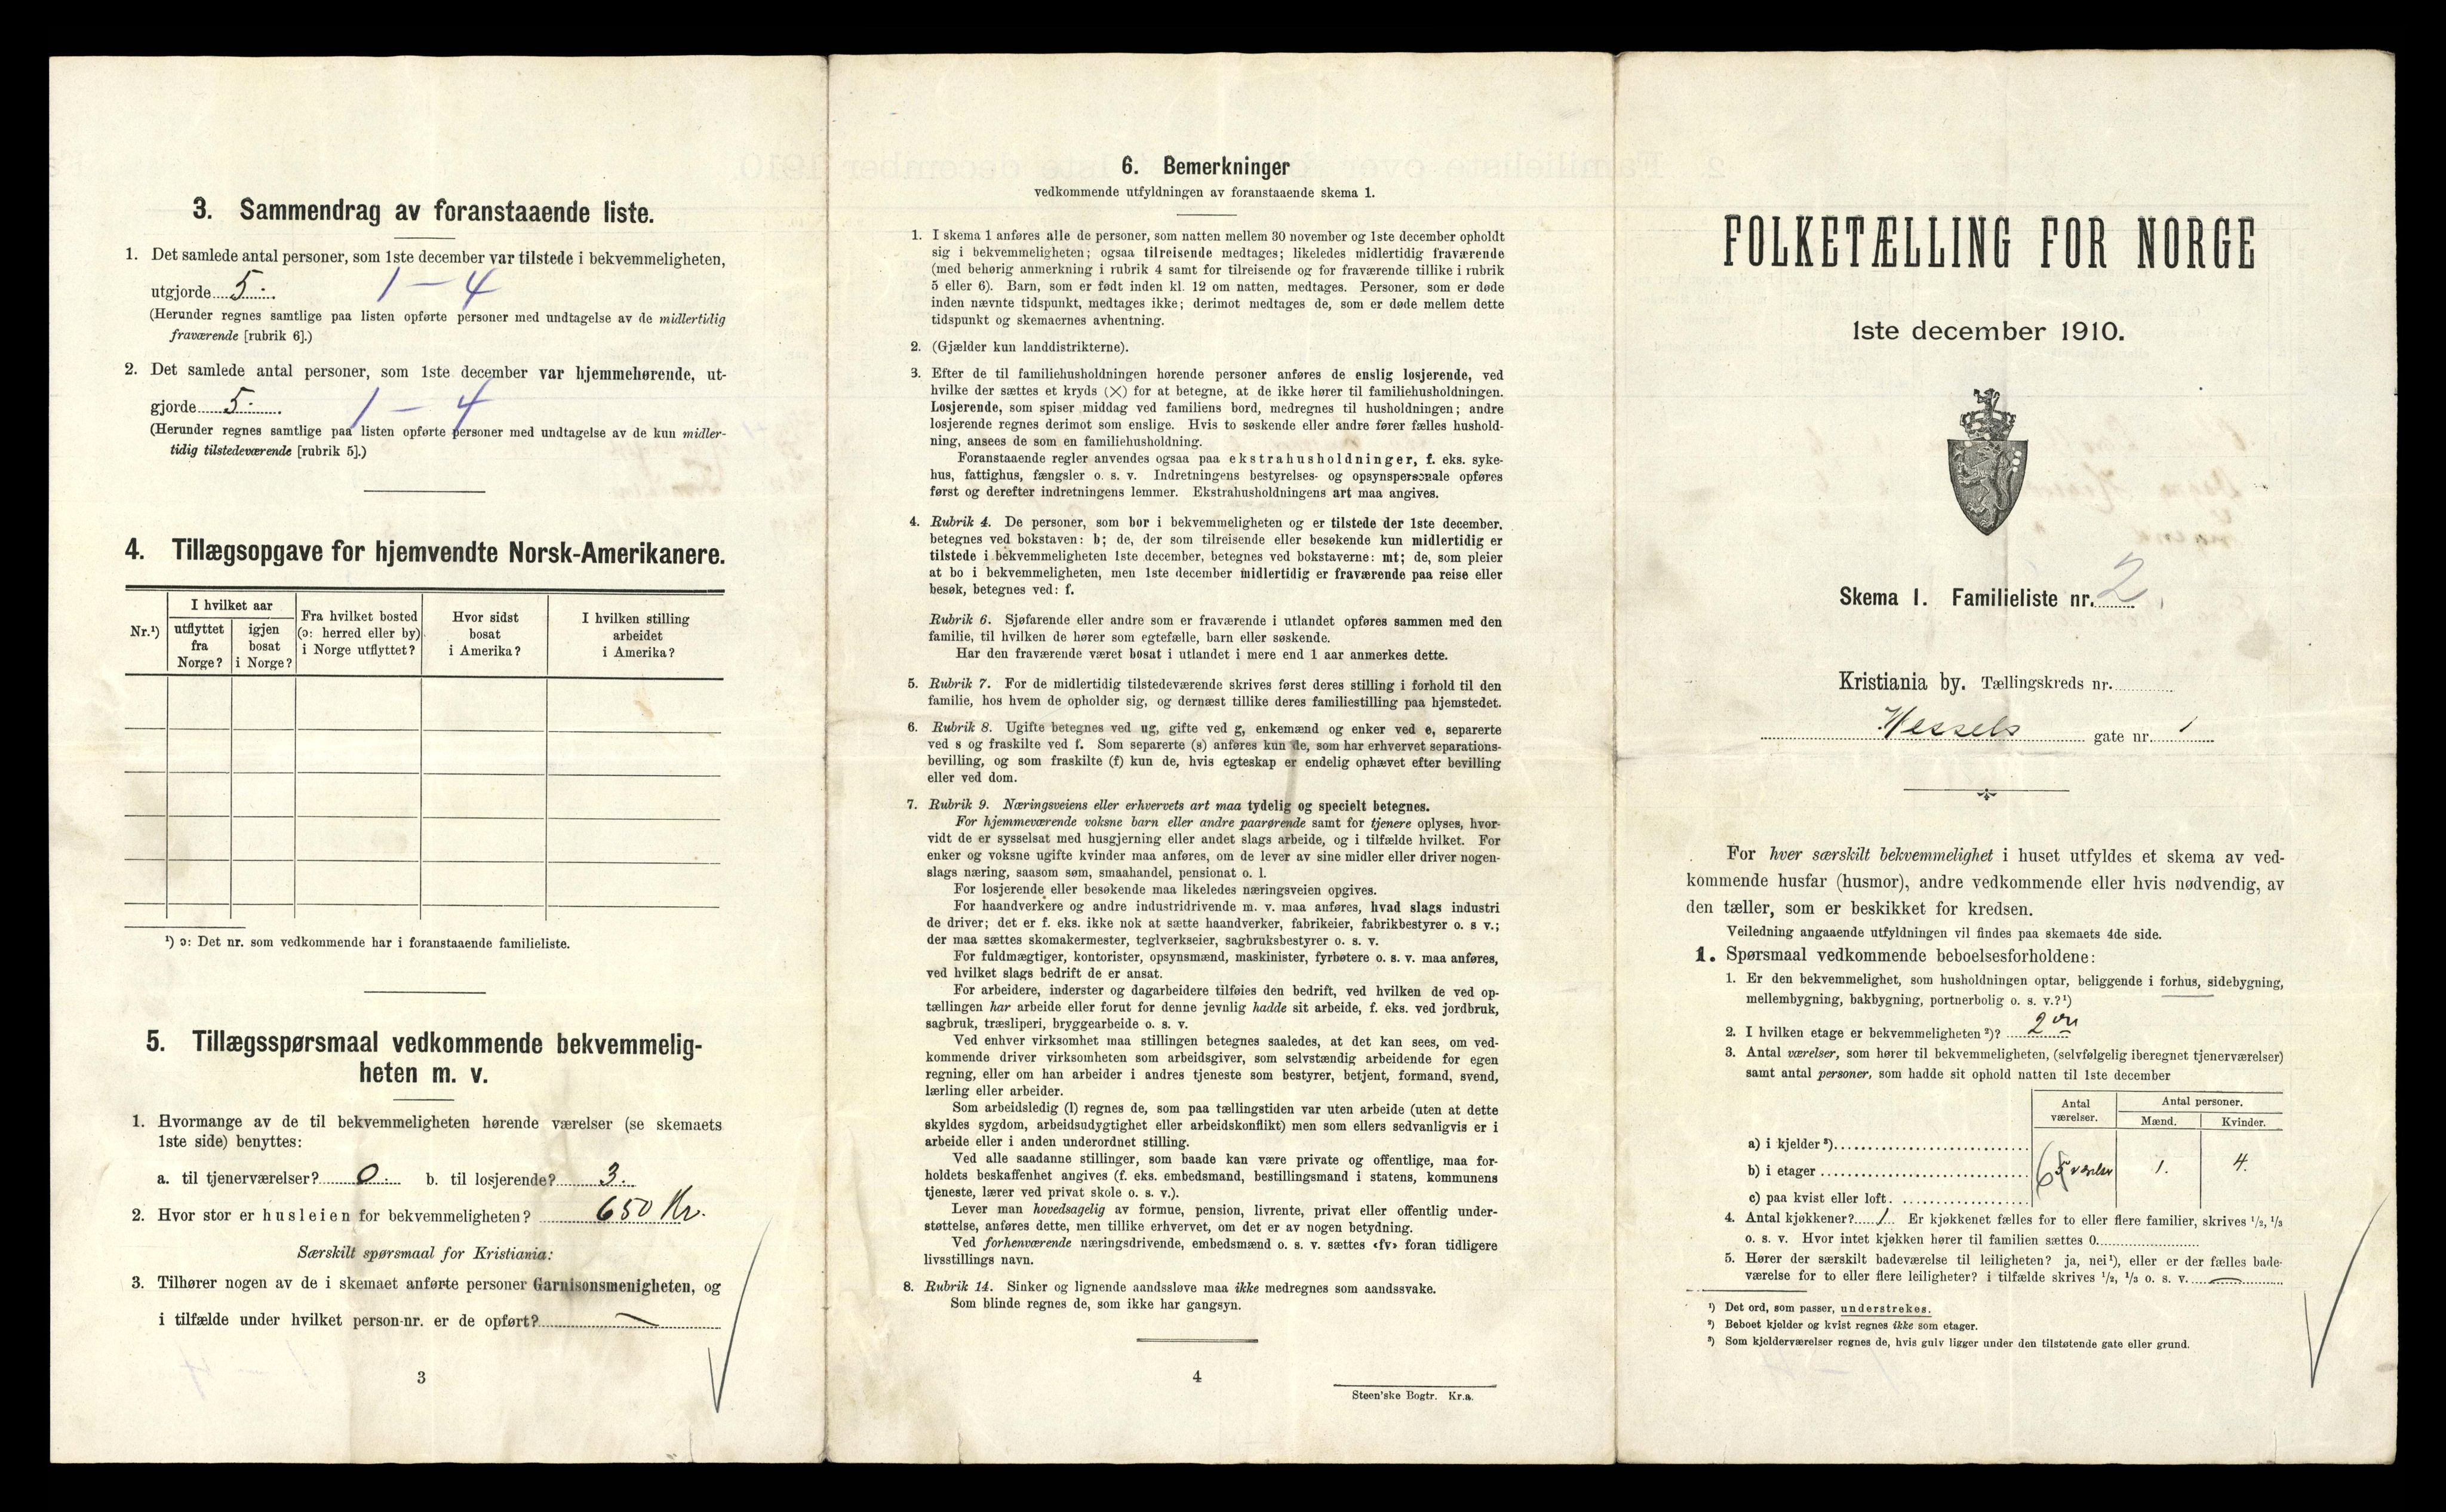 3. Sammendrag av foranstaaende liste.
1. Det samlede antal personer, som 1ste december var tilstede i bekvemmeligheten,
utgjorde 5. 1 – 4
(Herunder regnes samtlige paa listen opførte personer med undtagelse av de midlertidig
fraværende [rubrik 6].)
2. Det samlede antal personer, som 1ste december var hjemmehørende, ut-
gjorde 5. 1 – 4
(Herunder regnes samtlige paa listen opførte personer med undtagelse av de kun midler-
tidig tilstedeværende [rubrik 5].)
4. Tillægsopgave for hjemvendte Norsk-Amerikanere.
Nr.¹)
I hvilket aar
utflyttet
fra
Norge?
igjen
bosat
i Norge?
Fra hvilket bosted
(ɔ: herred eller by)
i Norge utflyttet?
Hvor sidst
bosat
i Amerika?
I hvilken stilling
arbeidet
i Amerika?
¹) ɔ: Det nr. som vedkommende har i foranstaaende familieliste.
5. Tillægsspørsmaal vedkommende bekvemmelig-
heten m. v.
1. Hvormange av de til bekvemmeligheten hørende værelser (se skemaets
1ste side) benyttes:
a. til tjenerværelser? 0. b. til losjerende? 3.
2. Hvor stor er husleien for bekvemmeligheten? 650 Kr.
Særskilt spørsmaal for Kristiania:
3. Tilhører nogen av de i skemaet anførte personer Garnisonsmenigheten, og
i tilfælde under hvilket person-nr. er de opført? —
3
6. Bemerkninger
vedkommende utfyldningen av foranstaaende skema 1.
1. I skema 1 anføres alle de personer, som natten mellem 30 november og 1ste december opholdt
sig i bekvemmeligheten; ogsaa tilreisende medtages; likeledes midlertidig fraværende
(med behørig anmerkning i rubrik 4 samt for tilreisende og for fraværende tillike i rubrik
5 eller 6). Barn, som er født inden kl. 12 om natten, medtages. Personer, som er døde
inden nævnte tidspunkt, medtages ikke; derimot medtages de, som er døde mellem dette
tidspunkt og skemaernes avhentning.
2. (Gjælder kun landdistrikterne).
3. Efter de til familiehusholdningen hørende personer anføres de enslig losjerende, ved
hvilke der sættes et kryds (×) for at betegne, at de ikke hører til familiehusholdningen.
Losjerende, som spiser middag ved familiens bord, medregnes til husholdningen; andre
losjerende regnes derimot som enslige. Hvis to søskende eller andre fører fælles hushold-
ning, ansees de som en familiehusholdning.
Foranstaaende regler anvendes ogsaa paa ekstrahusholdninger, f. eks. syke-
hus, fattighus, fængsler o. s. v. Indretningens bestyrelses- og opsynspersonale opføres
først og derefter indretningens lemmer. Ekstrahusholdningens art maa angives.
4. Rubrik 4. De personer, som bor i bekvemmeligheten og er tilstede der 1ste december,
betegnes ved bokstaven: b; de, der som tilreisende eller besøkende kun midlertidig er
tilstede i bekvemmeligheten 1ste december, betegnes ved bokstaverne: mt; de, som pleier
at bo i bekvemmeligheten, men 1ste december midlertidig er fraværende paa reise eller
besøk, betegnes ved: f.
Rubrik 6. Sjøfarende eller andre som er fraværende i utlandet opføres sammen med den
familie, til hvilken de hører som egtefælle, barn eller søskende.
Har den fraværende været bosat i utlandet i mere end 1 aar anmerkes dette.
5. Rubrik 7. For de midlertidig tilstedeværende skrives først deres stilling i forhold til den
familie, hos hvem de opholder sig, og dernæst tillike deres familiestilling paa hjemstedet.
6. Rubrik 8. Ugifte betegnes ved ug, gifte ved g, enkemænd og enker ved e, separerte
ved s og fraskilte ved f. Som separerte (s) anføres kun de, som har erhvervet separations-
bevilling, og som fraskilte (f) kun de, hvis egteskap er endelig ophævet efter bevilling
eller ved dom.
7. Rubrik 9. Næringsveiens eller erhvervets art maa tydelig og specielt betegnes.
For hjemmeværende voksne barn eller andre paarørende samt for tjenere oplyses, hvor-
vidt de er sysselsat med husgjerning eller andet slags arbeide, og i tilfælde hvilket. For
enker og voksne ugifte kvinder maa anføres, om de lever av sine midler eller driver nogen-
slags næring, saasom søm, smaahandel, pensionat o. l.
For losjerende eller besøkende maa likeledes næringsveien opgives.
For haandverkere og andre industridrivende m. v. maa anføres, hvad slags industri
de driver; det er f. eks. ikke nok at sætte haandverker, fabrikeier, fabrikbestyrer o. s v.;
der maa sættes skomakermester, teglverkseier, sagbruksbestyrer o. s. v.
For fuldmægtiger, kontorister, opsynsmænd, maskinister, fyrbøtere o. s. v. maa anføres,
ved hvilket slags bedrift de er ansat.
For arbeidere, inderster og dagarbeidere tilføies den bedrift, ved hvilken de ved op-
tællingen har arbeide eller forut for denne jevnlig hadde sit arbeide, f. eks. ved jordbruk,
sagbruk, træsliperi, bryggearbeide o. s. v.
Ved enhver virksomhet maa stillingen betegnes saaledes, at det kan sees, om ved-
kommende driver virksomheten som arbeidsgiver, som selvstændig arbeidende for egen
regning, eller om han arbeider i andres tjeneste som bestyrer, betjent, formand, svend,
lærling eller arbeider.
Som arbeidsledig (l) regnes de, som paa tællingstiden var uten arbeide (uten at dette
skyldes sygdom, arbeidsudygtighet eller arbeidskonflikt) men som ellers sedvanligvis er i
arbeide eller i anden underordnet stilling.
Ved alle saadanne stillinger, som baade kan være private og offentlige, maa for-
holdets beskaffenhet angives (f. eks. embedsmand, bestillingsmand i statens, kommunens
tjeneste, lærer ved privat skole o. s. v.).
Lever man hovedsagelig av formue, pension, livrente, privat eller offentlig under-
støttelse, anføres dette, men tillike erhvervet, om det er av nogen betydning.
Ved forhenværende næringsdrivende, embedsmænd o. s. v. sættes «fv» foran tidligere
livsstillings navn.
8. Rubrik 14. Sinker og lignende aandssløve maa ikke medregnes som aandssvake.
Som blinde regnes de, som ikke har gangsyn.
4
Steen'ske Bogtr. Kr.a.
FOLKETÆLLING FOR NORGE
1ste december 1910.
Skema I. Familieliste nr. 2
Kristiania by. Tællingskreds nr.
Wessels gate nr. 1
For hver særskilt bekvemmelighet i huset utfyldes et skema av ved-
kommende husfar (husmor), andre vedkommende eller hvis nødvendig, av
den tæller, som er beskikket for kredsen.
Veiledning angaaende utfyldningen vil findes paa skemaets 4de side.
1. Spørsmaal vedkommende beboelsesforholdene:
1. Er den bekvemmelighet, som husholdningen optar, beliggende i forhus, sidebygning,
mellembygning, bakbygning, portnerbolig o. s. v.?¹)
2. I hvilken etage er bekvemmeligheten²)? 2
3. Antal værelser, som hører til bekvemmeligheten, (selvfølgelig iberegnet tjenerværelser)
samt antal personer, som hadde sit ophold natten til 1ste december
Antal
værelser.
Antal personer.
Mænd. Kvinder.
a) i kjelder³)
b) i etager 6 5 værelser 1. 4.
c) paa kvist eller loft.
4. Antal kjøkkener? 1 Er kjøkkenet fælles for to eller flere familier, skrives ¹/₂, ¹/₃
o. s. v. Hvor intet kjøkken hører til familien sættes 0.
5. Hører der særskilt badeværelse til leiligheten? ja, nei¹), eller er der fælles bade-
værelse for to eller flere leiligheter? i tilfælde skrives ¹/₂, ¹/₃ o. s. v. —
¹) Det ord, som passer, understrekes.
²) Beboet kjelder og kvist regnes ikke som etager.
³) Som kjelderværelser regnes de, hvis gulv ligger under den tilstøtende gate eller grund.